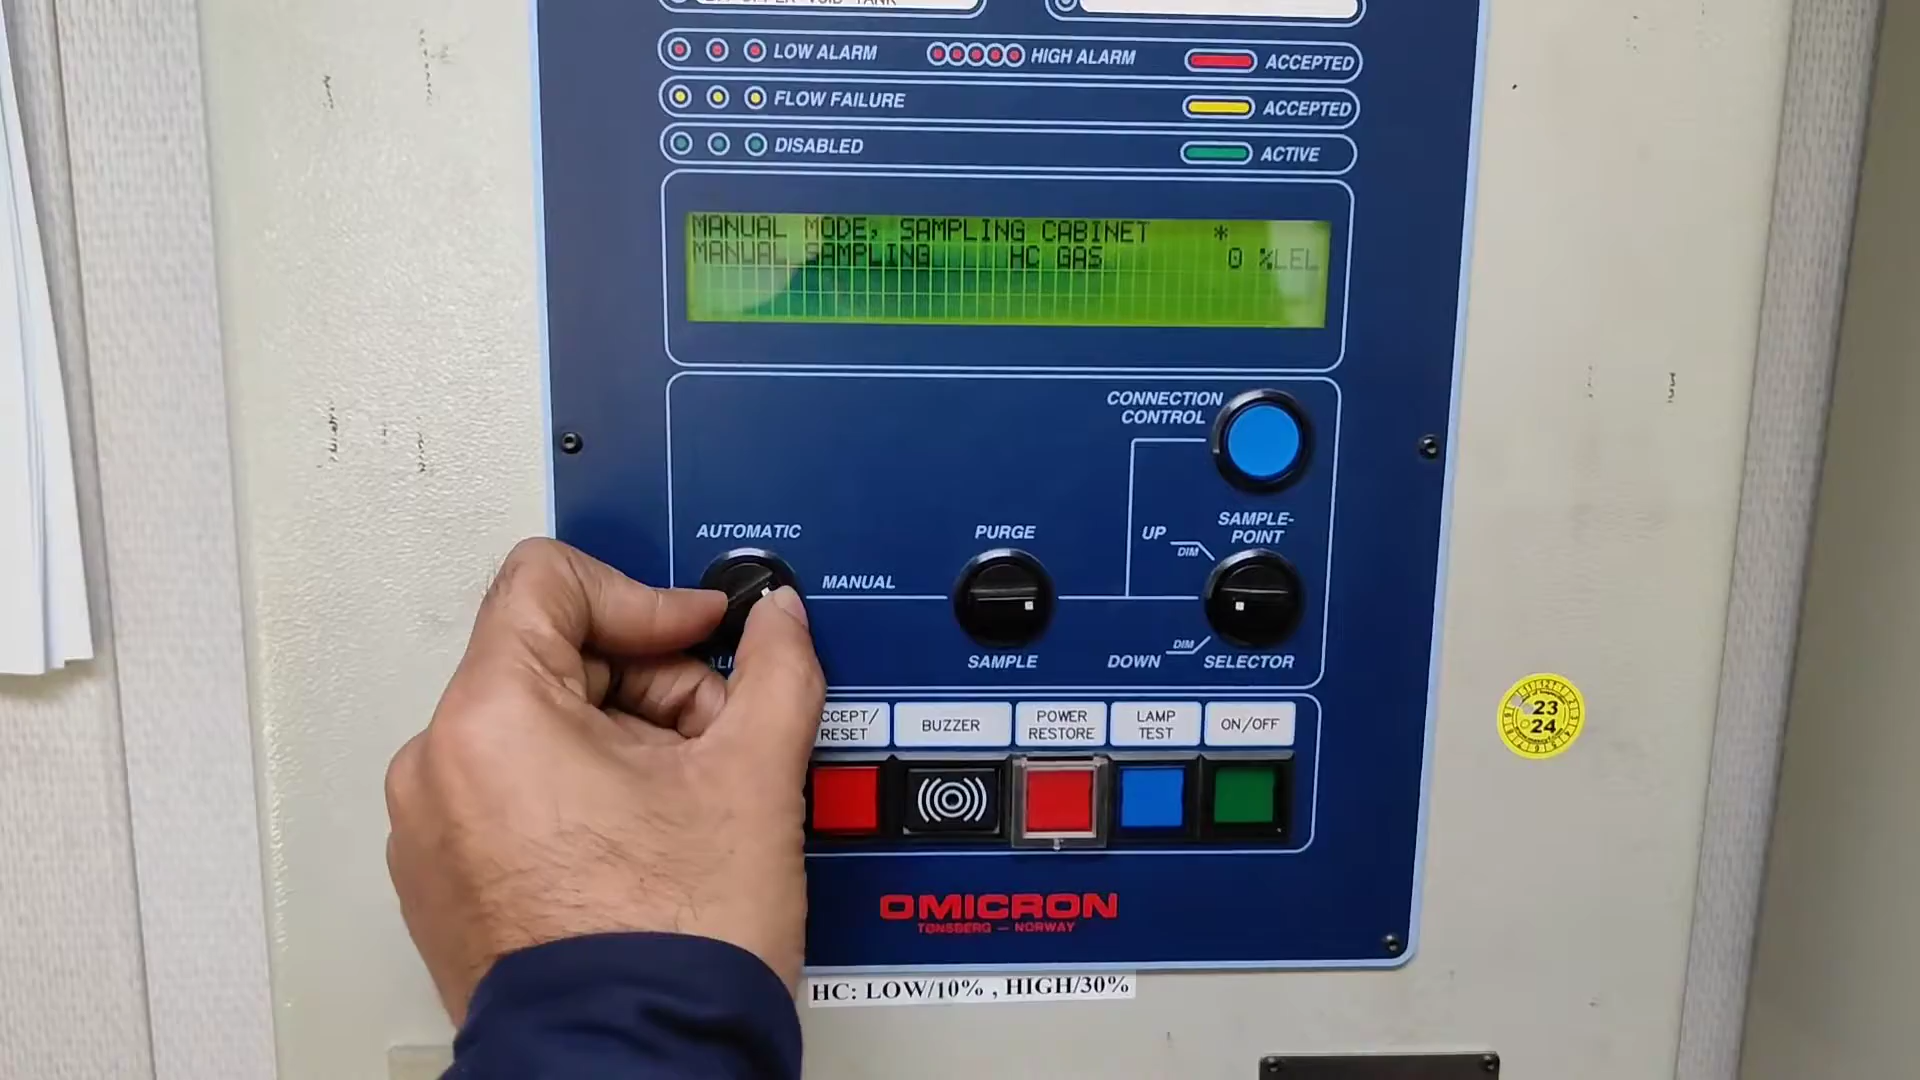 LOW ALARM
HIGH ALARM
ACCEPTED
FLOW FAILURE
ACCEPTED
DISABLED
ACTIVE
MANUAL MODE, SAMPLING CABINET *
MANUAL SAMPLING HC GAS 0 %LEL
CONNECTION
CONTROL
AUTOMATIC
PURGE
UP
DIM
SAMPLE-
POINT
MANUAL
SAMPLE
DOWN
DIM
SELECTOR
CCEPT/
RESET
BUZZER
POWER
RESTORE
LAMP
TEST
ON/OFF
23
24
OMICRON
TØNSBERG — NORWAY
HC: LOW/10% , HIGH/30%